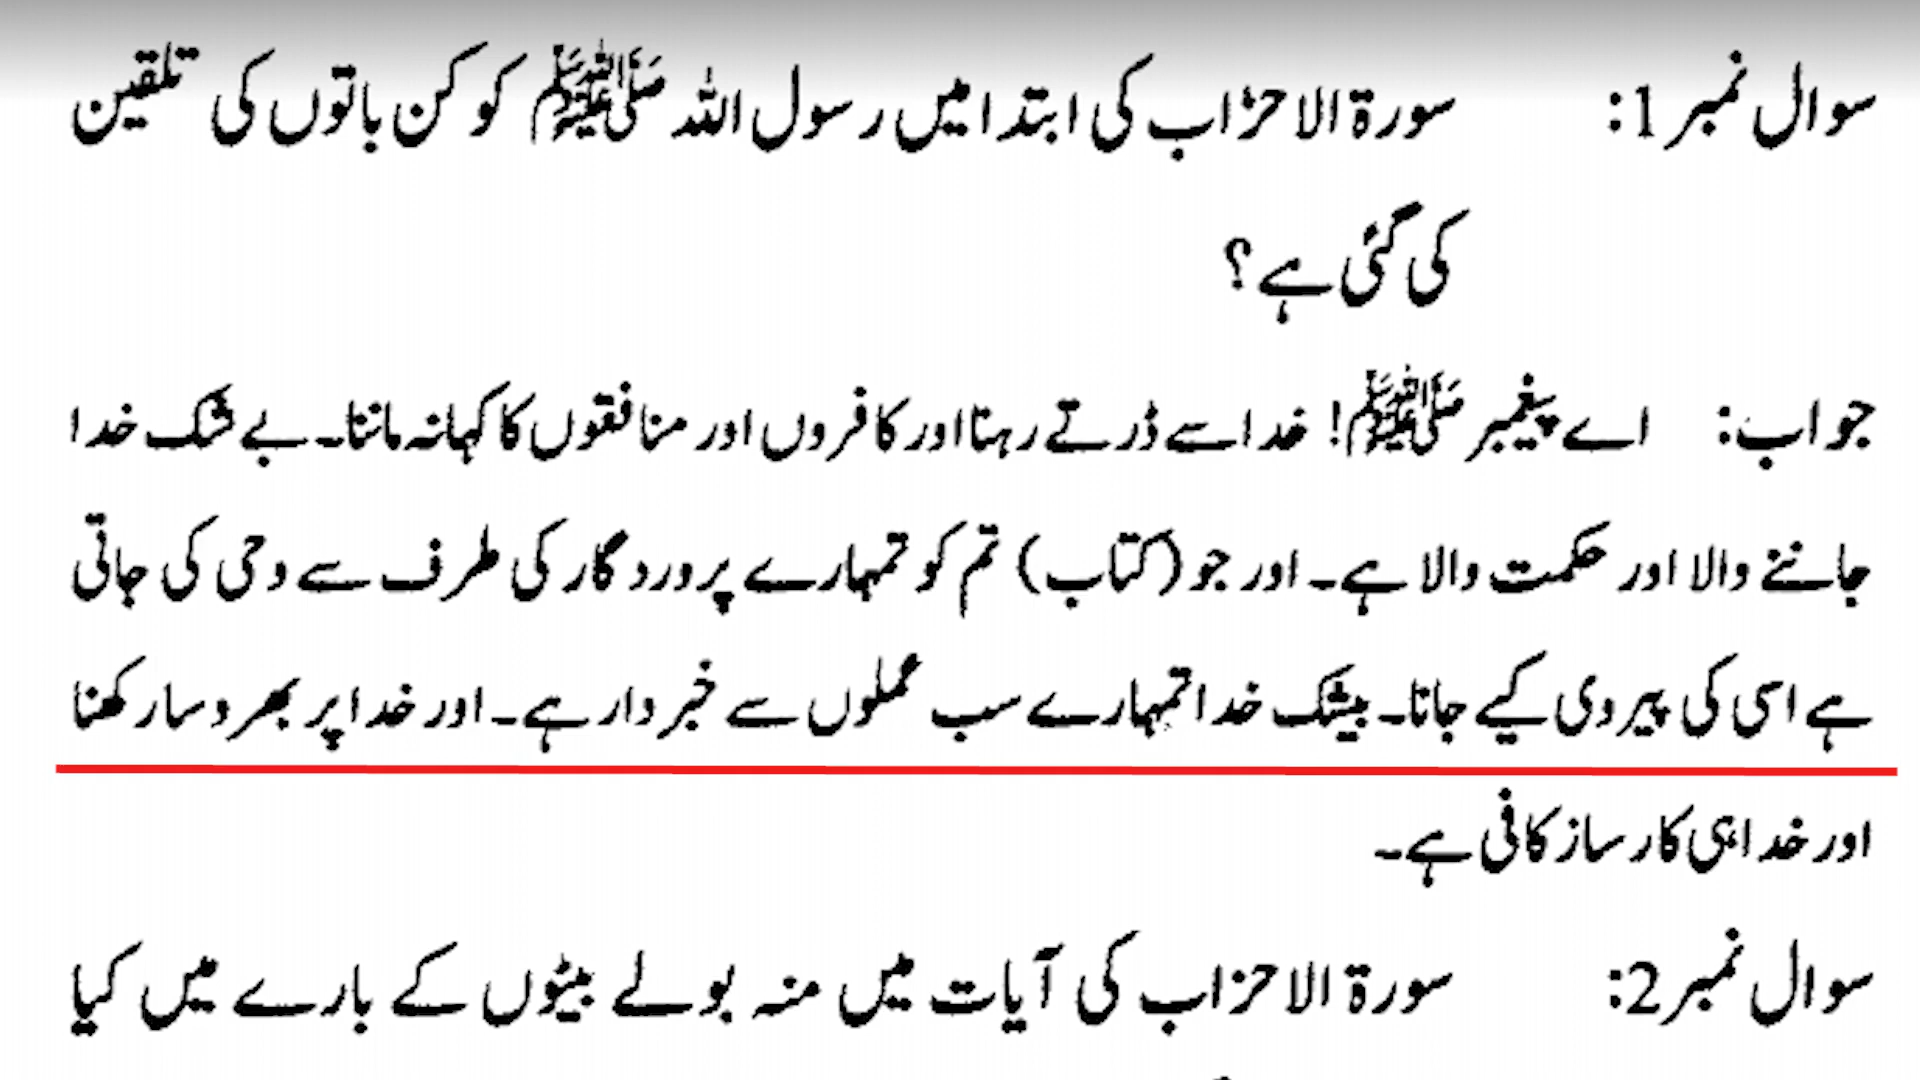 سوال نمبر 1: سورۃ الاحزاب کی ابتدا میں رسول اللہ ﷺ کو کن باتوں کی تلقین
کی گئی ہے؟
جواب: اے پیغمبر ﷺ! خدا سے ڈرتے رہنا اور کافروں اور منافقوں کا کہا نہ ماننا۔ بے شک خدا
جاننے والا اور حکمت والا ہے۔ اور جو (کتاب) تم کو تمہارے پروردگار کی طرف سے وحی کی جاتی
ہے اسی کی پیروی کیے جانا۔ بیشک خدا تمہارے سب عملوں سے خبردار ہے۔ اور خدا پر بھروسا رکھنا
اور خدا ہی کارساز کافی ہے۔
سوال نمبر 2: سورۃ الاحزاب کی آیات میں منہ بولے بیٹوں کے بارے میں کیا